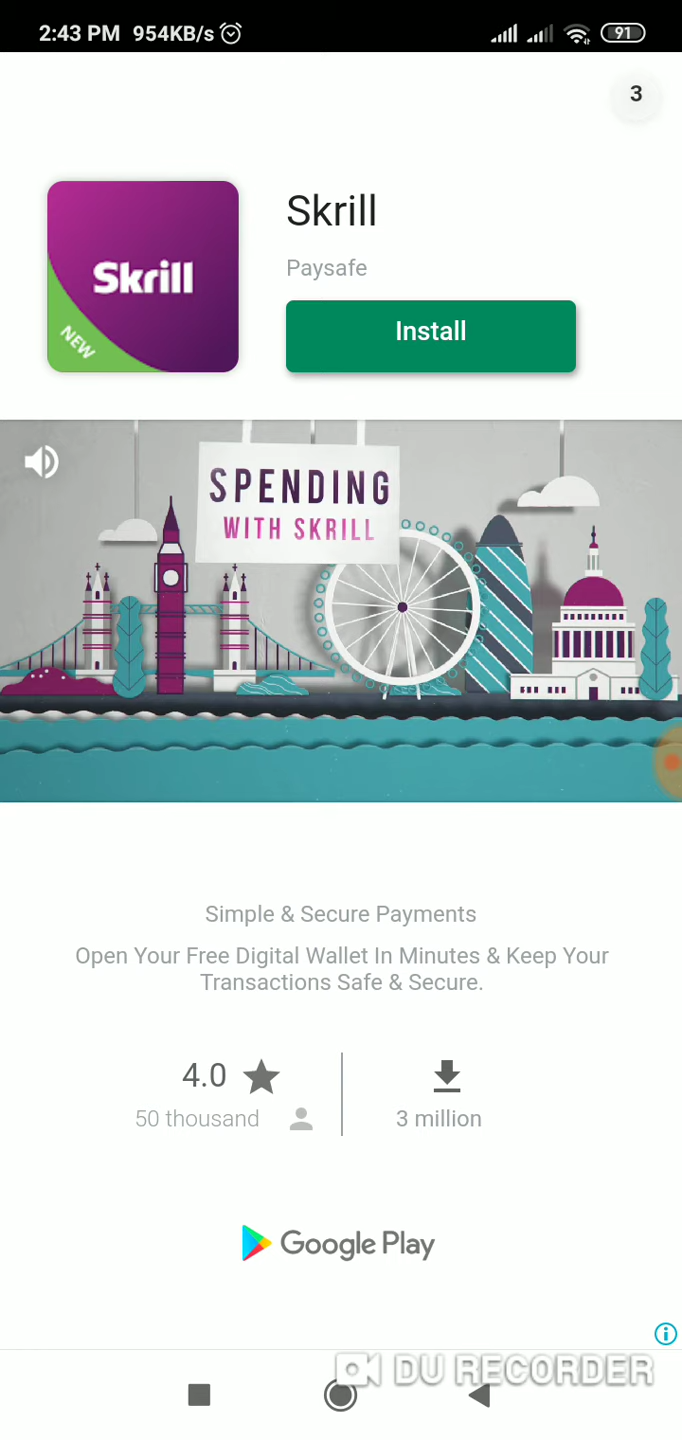 2:43 PM 954KB/s 91
3
Skrill
Skrill
NEW
Paysafe
Install
SPENDING
WITH SKRILL
Simple & Secure Payments
Open Your Free Digital Wallet In Minutes & Keep Your
Transactions Safe & Secure.
4.0
50 thousand
3 million
Google Play
DU RECORDER